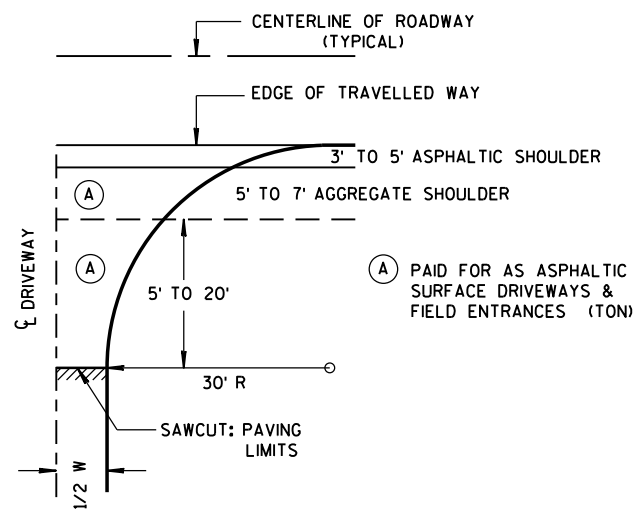 CENTERLINE OF ROADWAY
(TYPICAL)
EDGE OF TRAVELLED WAY
3' TO 5' ASPHALTIC SHOULDER
A
5' TO 7' AGGREGATE SHOULDER
A
5' TO 20'
℄ DRIVEWAY
A PAID FOR AS ASPHALTIC
SURFACE DRIVEWAYS &
FIELD ENTRANCES (TON)
30' R
SAWCUT: PAVING
LIMITS
1/2 W